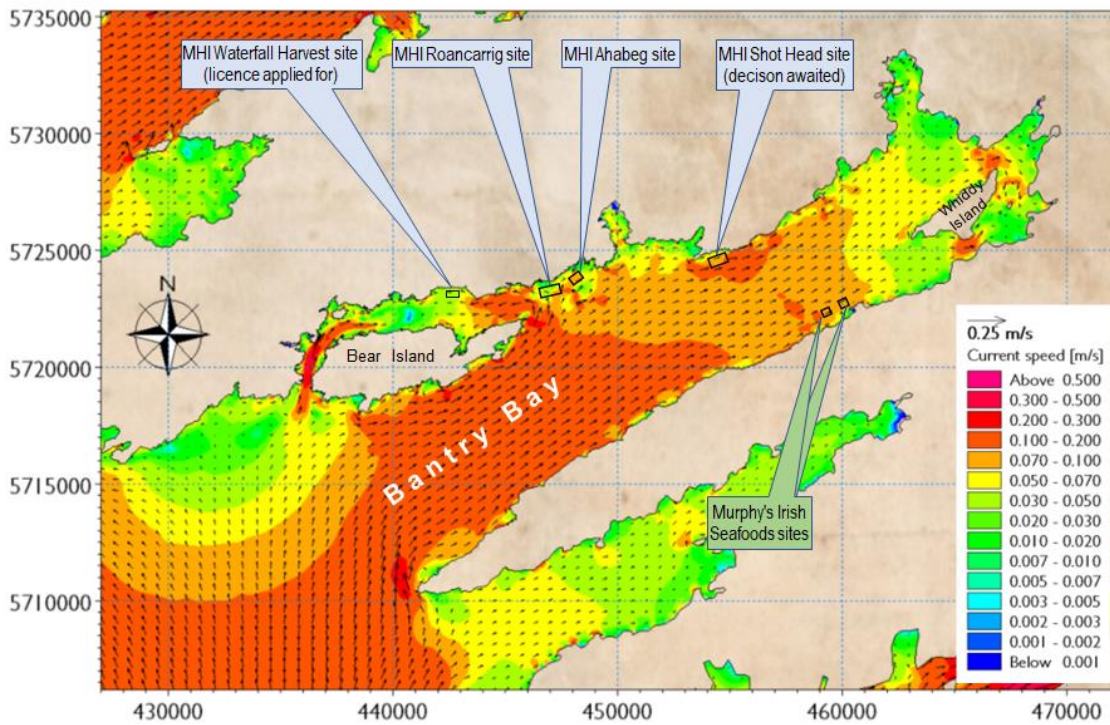 5735000
5730000
5725000
5720000
5715000
5710000
430000
440000
450000
460000
470000
MHI Waterfall Harvest site
(licence applied for)
MHI Roancarrig site
MHI Ahabeg site
MHI Shot Head site
(decison awaited)
Whiddy
Island
N
Bear Island
Bantry Bay
Murphy's Irish
Seafoods sites
0.25 m/s
Current speed [m/s]
Above 0.500
0.300 - 0.500
0.200 - 0.300
0.100 - 0.200
0.070 - 0.100
0.050 - 0.070
0.030 - 0.050
0.020 - 0.030
0.010 - 0.020
0.007 - 0.010
0.005 - 0.007
0.003 - 0.005
0.002 - 0.003
0.001 - 0.002
Below 0.001